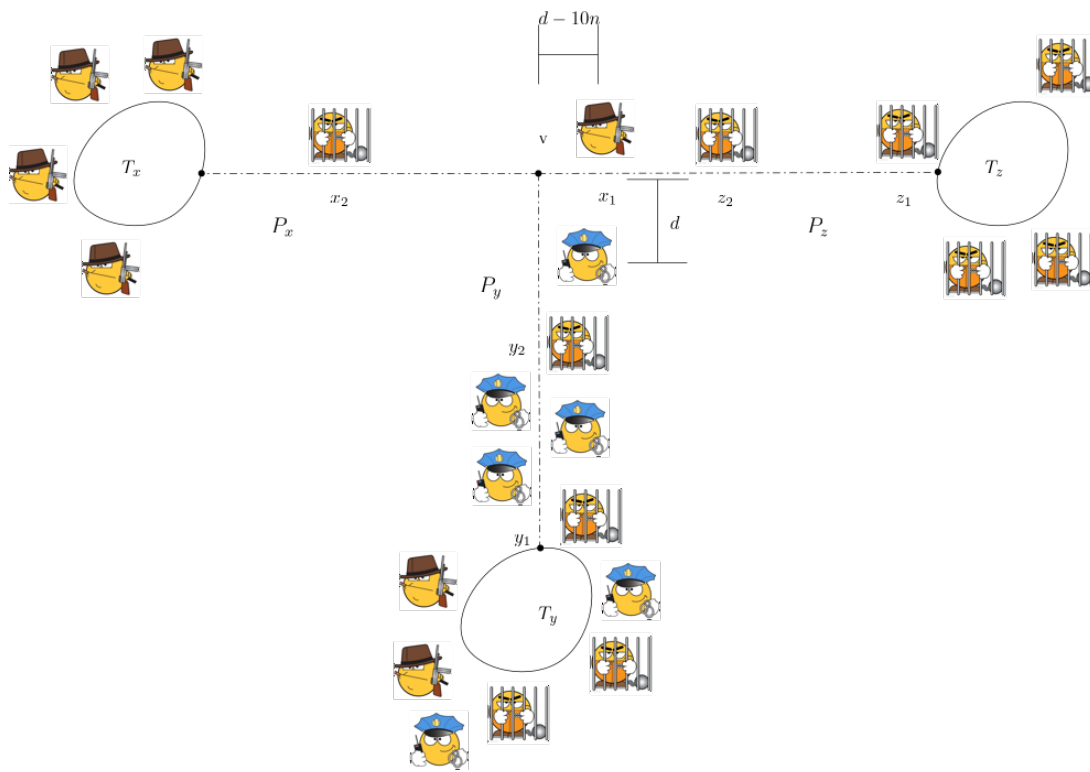 d − 10n
v
T_x
T_z
x_2
x_1
z_2
z_1
P_x
d
P_z
P_y
y_2
y_1
T_y